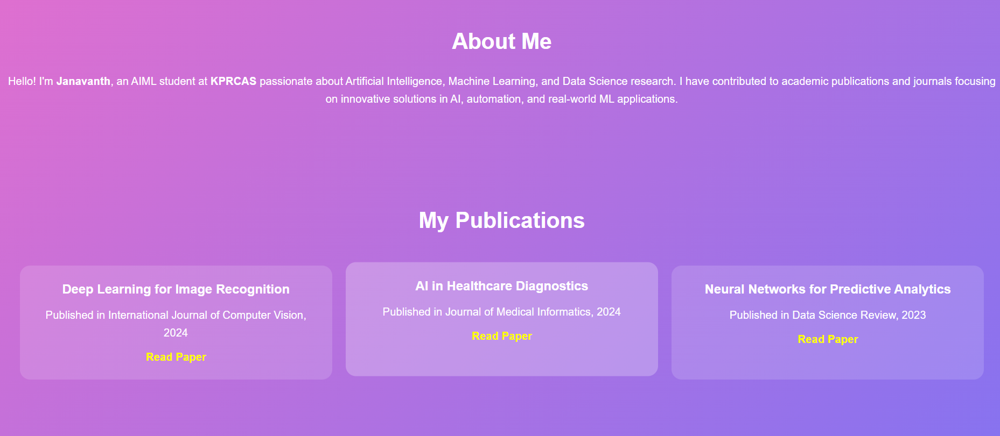 About Me
Hello! I'm Janavanth, an AIML student at KPRCAS passionate about Artificial Intelligence, Machine Learning, and Data Science research. I have contributed to academic publications and journals focusing
on innovative solutions in AI, automation, and real-world ML applications.
My Publications
Deep Learning for Image Recognition
Published in International Journal of Computer Vision,
2024
Read Paper
AI in Healthcare Diagnostics
Published in Journal of Medical Informatics, 2024
Read Paper
Neural Networks for Predictive Analytics
Published in Data Science Review, 2023
Read Paper